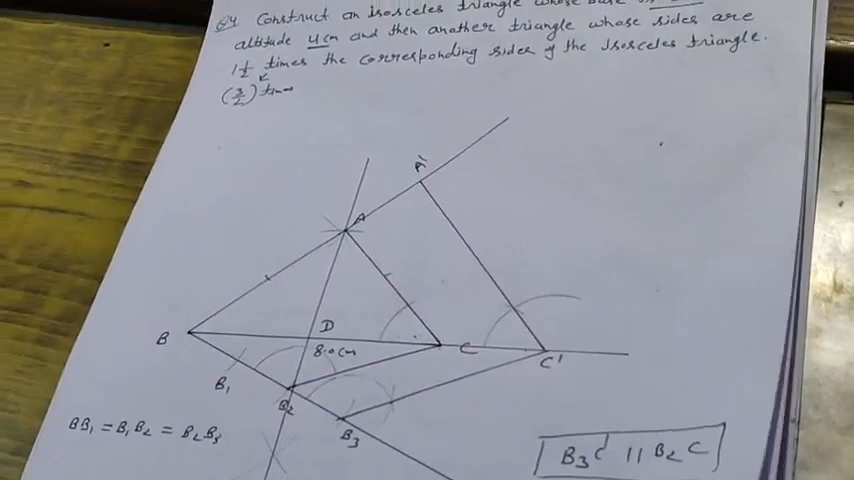 Q4 Construct an isosceles triangle whose base
altitude 4cm and then another triangle whose sides are
1 1/2 times the corresponding sides of the Isosceles triangle.
(3/2) times
A'
A
B
D
8.0cm
C
C'
B1
B2
B3
BB1 = B1B2 = B2B3
B3C' || B2C